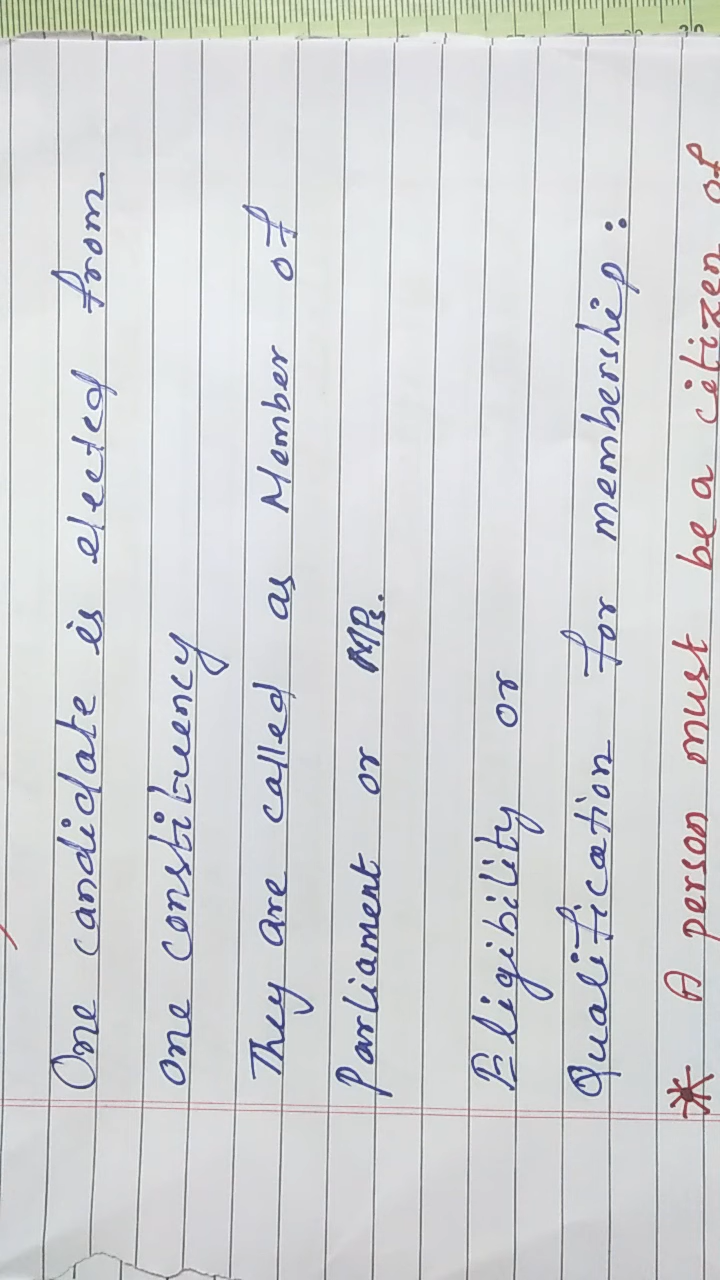 One candidate is elected from
one constituency
They are called as Member of
Parliament or MPs.
Eligibility or
Qualification for membership:
* A person must be a citizen of